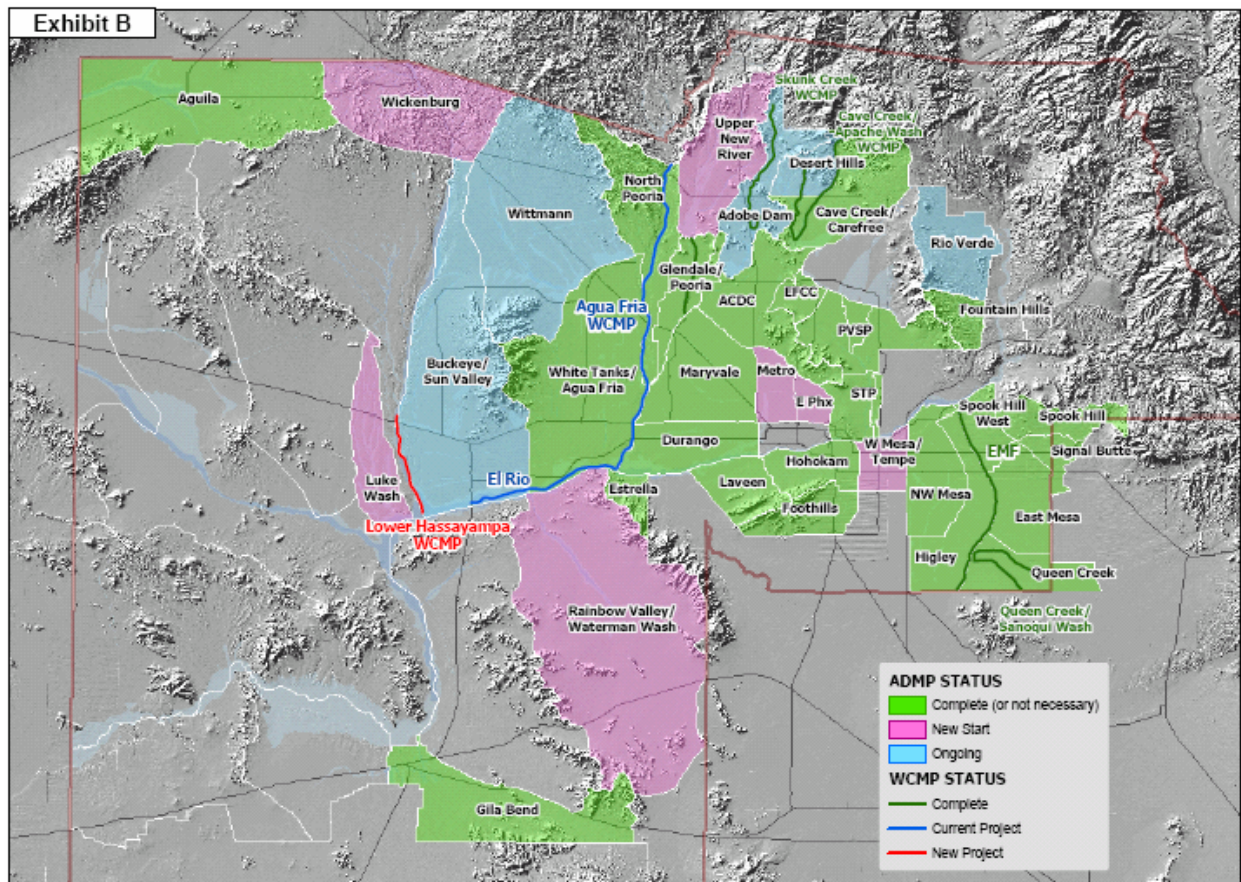 Exhibit B
Aguila
Wickenburg
Skunk Creek
WCMP
Cave Creek/
Apache Wash
WCMP
Upper
New
River
Desert Hills
North
Peoria
Wittmann
Adobe Dam
Cave Creek/
Carefree
Rio Verde
Glendale/
Peoria
ACDC
EFCC
Fountain Hills
Agua Fria
WCMP
PVSP
Buckeye/
Sun Valley
White Tanks/
Agua Fria
Maryvale
Metro
E Phx
STP
Spook Hill
West
Spook Hill
Durango
W Mesa/
Tempe
EMF
Signal Butte
Hohokam
Luke
Wash
El Rio
Estrella
Laveen
Foothills
NW Mesa
East Mesa
Lower Hassayampa
WCMP
Higley
Queen Creek
Rainbow Valley/
Waterman Wash
Queen Creek/
Sanoqui Wash
Gila Bend
ADMP STATUS
Complete (or not necessary)
New Start
Ongoing
WCMP STATUS
Complete
Current Project
New Project